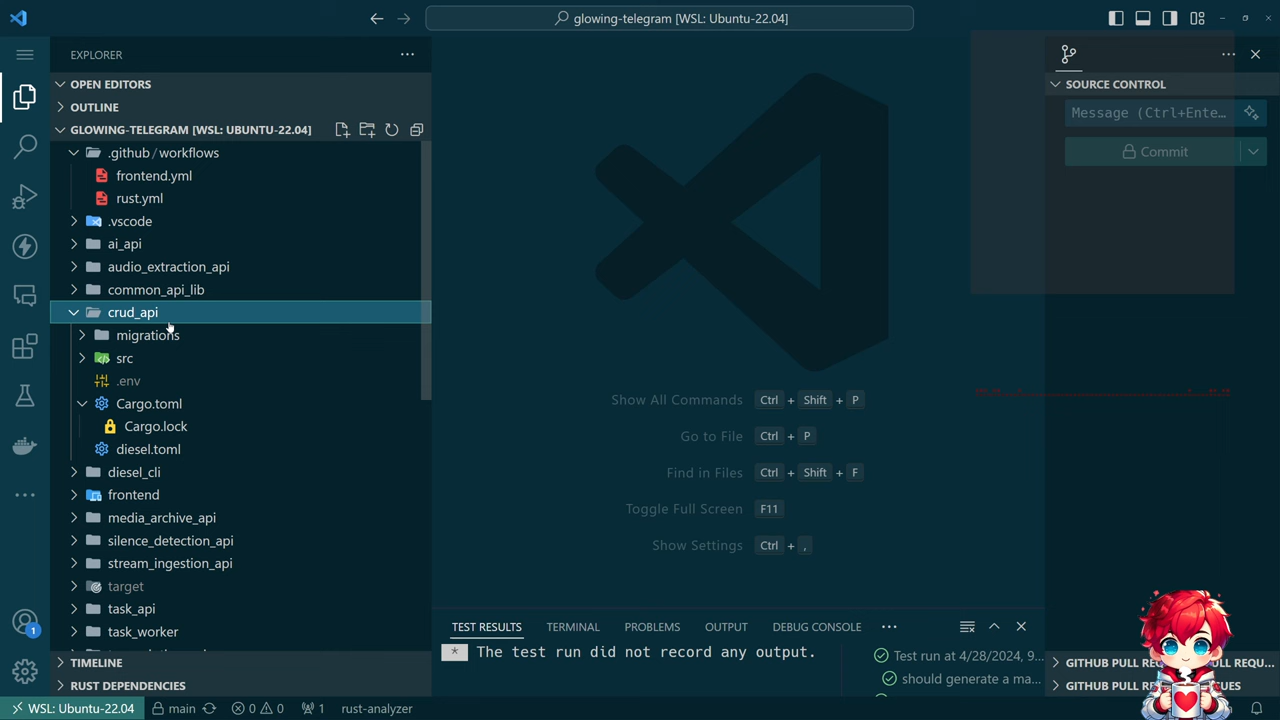 glowing-telegram [WSL: Ubuntu-22.04]
EXPLORER
OPEN EDITORS
OUTLINE
GLOWING-TELEGRAM [WSL: UBUNTU-22.04]
.github / workflows
frontend.yml
rust.yml
.vscode
ai_api
audio_extraction_api
common_api_lib
crud_api
migrations
src
.env
Cargo.toml
Cargo.lock
diesel.toml
diesel_cli
frontend
media_archive_api
silence_detection_api
stream_ingestion_api
target
task_api
task_worker
TIMELINE
RUST DEPENDENCIES
Show All Commands Ctrl + Shift + P
Go to File Ctrl + P
Find in Files Ctrl + Shift + F
Toggle Full Screen F11
Show Settings Ctrl + ,
TEST RESULTS TERMINAL PROBLEMS OUTPUT DEBUG CONSOLE
* The test run did not record any output.
Test run at 4/28/2024, 9...
should generate a ma...
SOURCE CONTROL
Message (Ctrl+Ente...
Commit
GITHUB PULL REQU...
1
WSL: Ubuntu-22.04 main 0 0 1 rust-analyzer